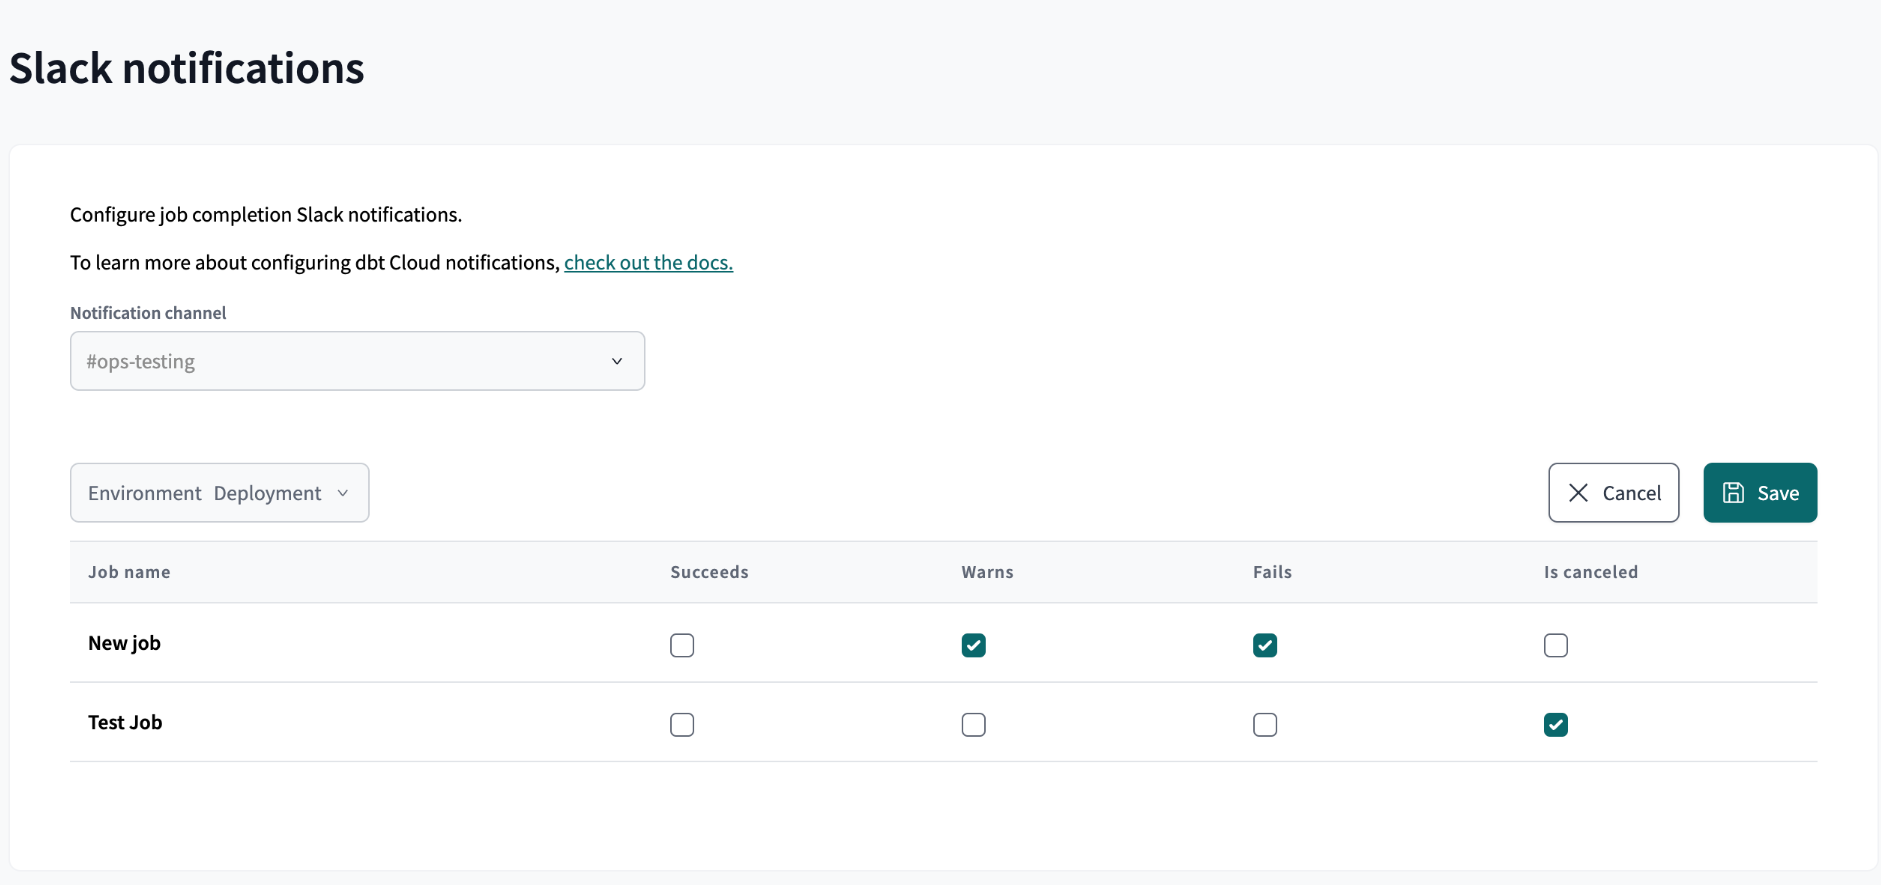 Slack notifications
Configure job completion Slack notifications.
To learn more about configuring dbt Cloud notifications, check out the docs.
Notification channel
#ops-testing
Environment Deployment
Cancel
Save
Job name Succeeds Warns Fails Is canceled
New job
Test Job